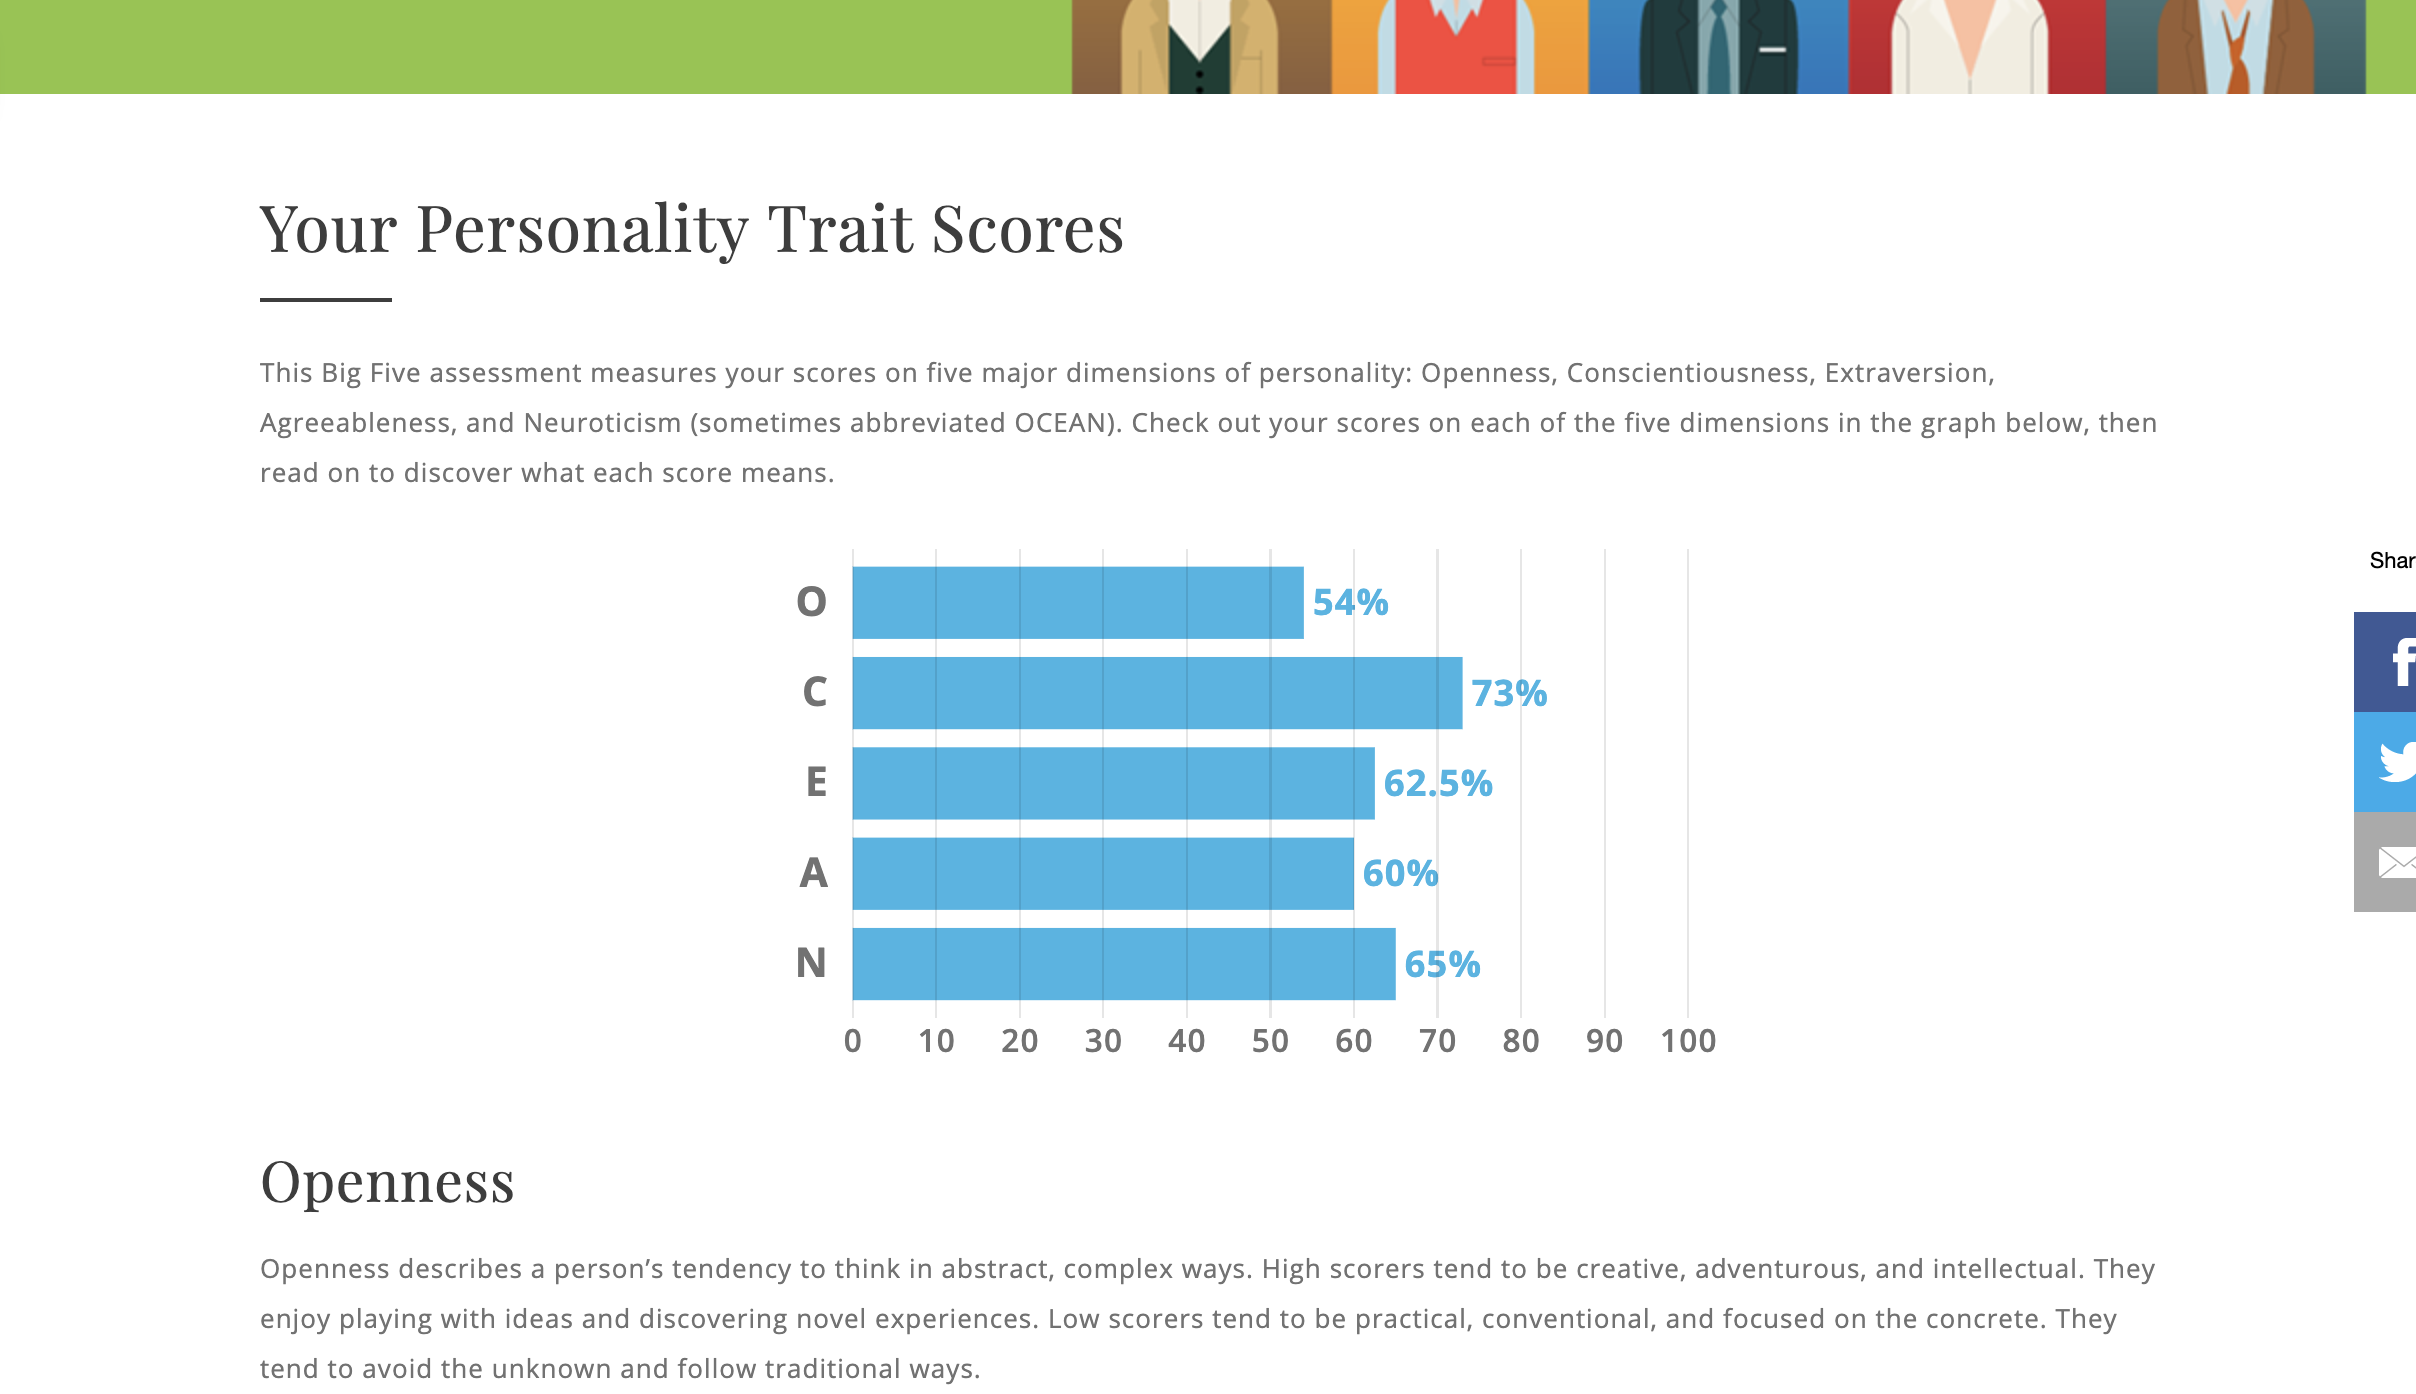 Your Personality Trait Scores
This Big Five assessment measures your scores on five major dimensions of personality: Openness, Conscientiousness, Extraversion,
Agreeableness, and Neuroticism (sometimes abbreviated OCEAN). Check out your scores on each of the five dimensions in the graph below, then
read on to discover what each score means.
Shar
O 54%
C 73%
E 62.5%
A 60%
N 65%
0 10 20 30 40 50 60 70 80 90 100
Openness
Openness describes a person’s tendency to think in abstract, complex ways. High scorers tend to be creative, adventurous, and intellectual. They
enjoy playing with ideas and discovering novel experiences. Low scorers tend to be practical, conventional, and focused on the concrete. They
tend to avoid the unknown and follow traditional ways.